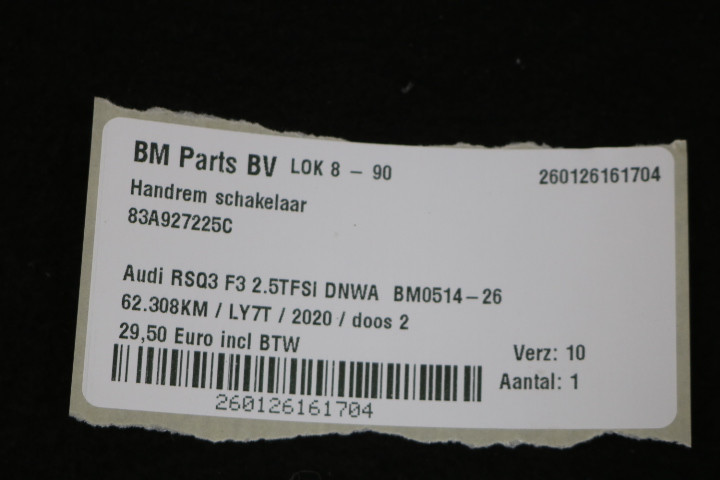 BM Parts BV LOK 8 - 90 260126161704
Handrem schakelaar
83A927225C
Audi RSQ3 F3 2.5TFSI DNWA BM0514-26
62.308KM / LY7T / 2020 / doos 2
29,50 Euro incl BTW
Verz: 10
Aantal: 1
260126161704